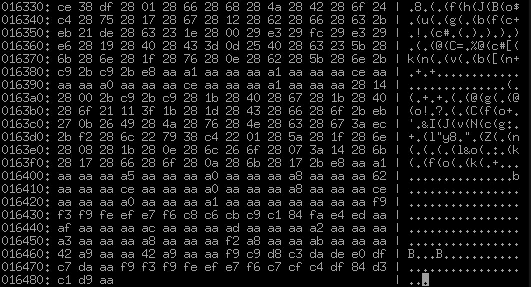 016330: ce 38 df 28 01 28 66 28 68 28 4a 28 42 28 6f 24 | .8.(.(f(h(J(B(o$
016340: c4 28 75 28 17 28 67 28 12 28 62 28 66 28 63 2b | .(u(.(g(.(b(f(c+
016350: eb 21 de 28 63 23 1e 28 00 29 e3 29 fc 29 e3 29 | .!.(c#.(.).).).)
016360: e6 28 19 28 40 28 43 3d 0d 25 40 28 63 23 5b 28 | .(.(@(C=.%@(c#[(
016370: 6b 28 6e 28 1f 28 76 28 0e 28 62 28 5b 28 6e 2b | k(n(.(v(.(b([(n+
016380: c9 2b c9 2b e8 aa a1 aa aa aa aa aa aa aa ce aa | .+.+............
016390: aa aa a0 aa aa aa ce aa aa aa a1 aa aa aa 28 14 | ..............(.
0163a0: 28 00 2b c9 2b c9 28 1b 28 40 28 67 28 1b 28 40 | (.+.+.(.(@(g(.(@
0163b0: 28 6f 21 11 3f 1b 28 1d 28 43 28 66 28 6f 2b | (o!.?.(.(C(f(o+
0163c0: 27 0b 26 49 28 4a 28 76 28 4e 28 63 28 67 3a ec | '.&I(J(v(N(c(g:.
0163d0: 2b f2 28 6c 22 79 38 c4 22 01 28 5a 28 1f 28 6e | +.(l"y8.".(Z(.(n
0163e0: 28 08 28 1b 28 0e 28 6c 26 6f 28 07 3a 14 28 6b | (.(.(.(l&o(.:.(k
0163f0: 28 17 28 66 28 6f 28 0a 28 6b 28 17 2b e8 aa a1 | (.(f(o(.(k(.+...
016400: aa aa aa a5 aa aa aa a0 aa aa aa a8 aa aa aa 62 | ...............b
016410: aa aa aa ce aa aa aa a0 aa aa aa a8 aa aa aa ce | ................
016420: aa aa aa a0 aa aa aa a1 aa aa aa aa aa aa aa f9 | ................
016430: f3 f9 fe ef e7 f6 c8 c6 cb c9 c1 84 fa e4 ed aa | ................
016440: af aa aa aa ac aa aa aa ad aa aa aa a2 aa aa aa | ................
016450: a3 aa aa aa a8 aa aa aa f2 a8 aa aa ab aa aa aa | ................
016460: 42 a9 aa aa 42 a9 aa aa f9 c9 d8 c3 da de e0 df | B...B...........
016470: c7 da aa f9 f3 f9 fe ef e7 f6 c7 cf c4 df 84 d3 | ................
016480: c1 d9 aa | ...